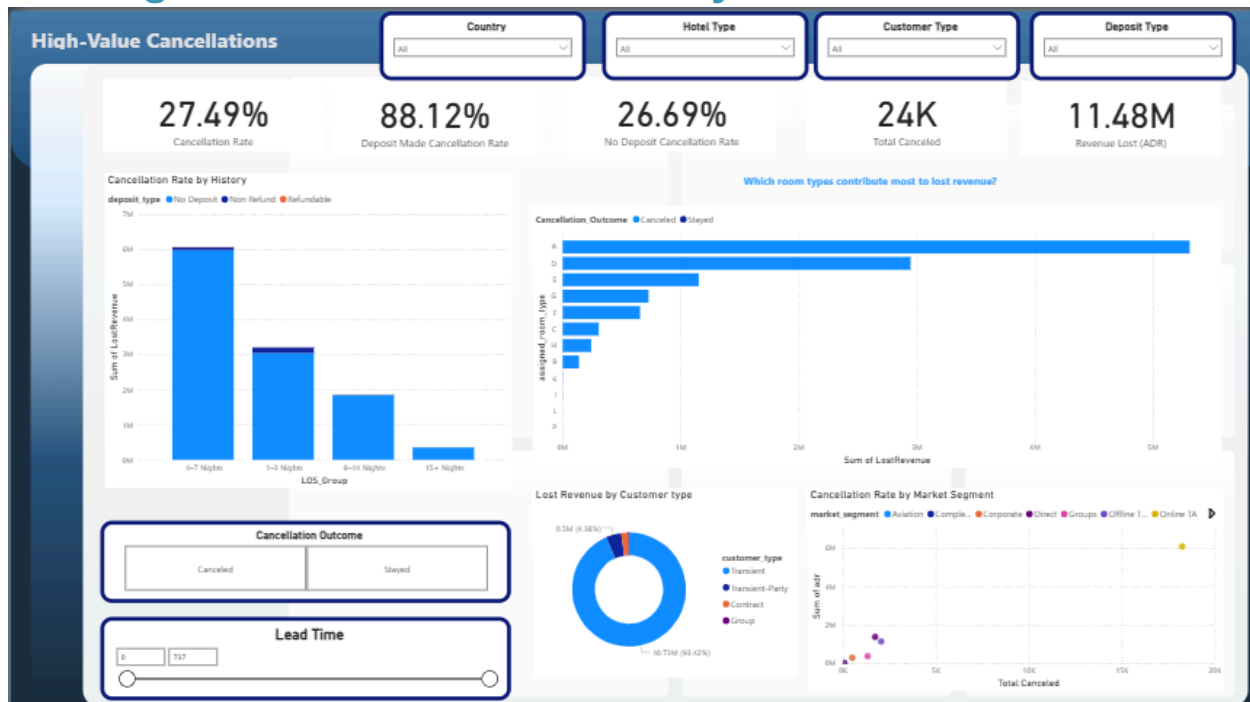 High-Value Cancellations
Country
All
Hotel Type
All
Customer Type
All
Deposit Type
All
27.49%
Cancellation Rate
88.12%
Deposit Made Cancellation Rate
26.69%
No Deposit Cancellation Rate
24K
Total Canceled
11.48M
Revenue Lost (ADR)
Cancellation Rate by History
deposit_type No Deposit Non Refund Refundable
7M
6M
5M
4M
3M
2M
1M
0M
Sum of LostRevenue
4-7 Nights 1-3 Nights 8-14 Nights 15+ Nights
LOS_Group
Which room types contribute most to lost revenue?
Cancellation_Outcome Canceled Stayed
assigned_room_type
A
D
E
G
F
C
H
B
K
I
L
P
0M 1M 2M 3M 4M 5M
Sum of LostRevenue
Cancellation Outcome
Canceled Stayed
Lead Time
0 737
Lost Revenue by Customer type
0.5M (4.38%)
10.73M (93.42%)
customer_type
Transient
Transient-Party
Contract
Group
Cancellation Rate by Market Segment
market_segment Aviation Comple... Corporate Direct Groups Offline T... Online TA
6M
4M
2M
0M
Sum of adr
0K 5K 10K 15K 20K
Total Canceled